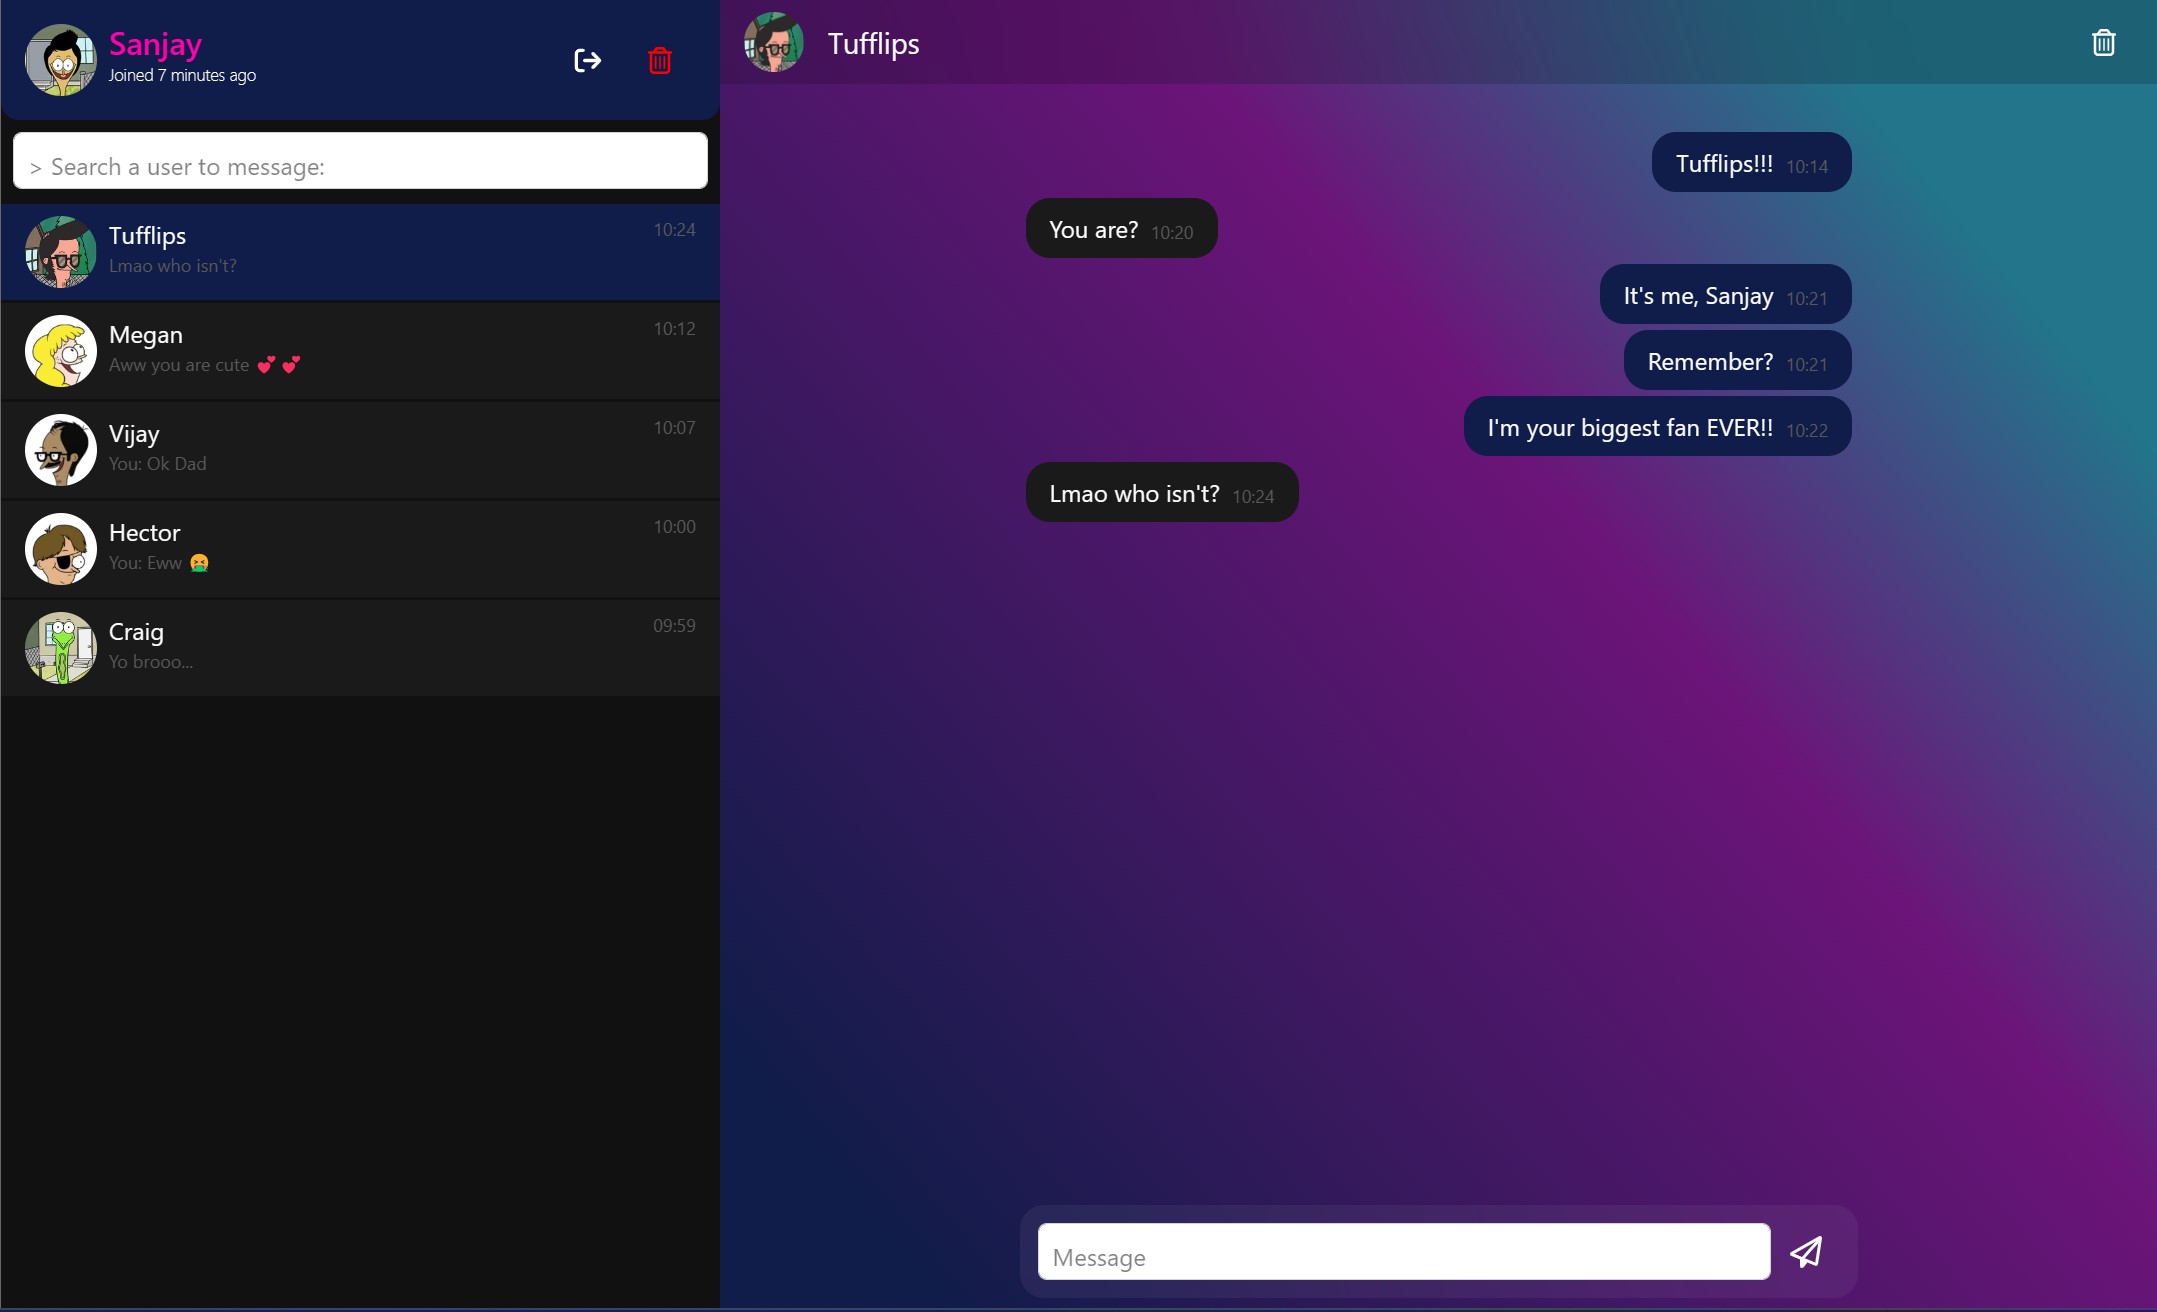 Sanjay
Joined 7 minutes ago
> Search a user to message:
Tufflips 10:24
Lmao who isn't?
Megan 10:12
Aww you are cute 💕 💕
Vijay 10:07
You: Ok Dad
Hector 10:00
You: Eww 🤮
Craig 09:59
Yo brooo...
Tufflips
Tufflips!!! 10:14
You are? 10:20
It's me, Sanjay 10:21
Remember? 10:21
I'm your biggest fan EVER!! 10:22
Lmao who isn't? 10:24
Message